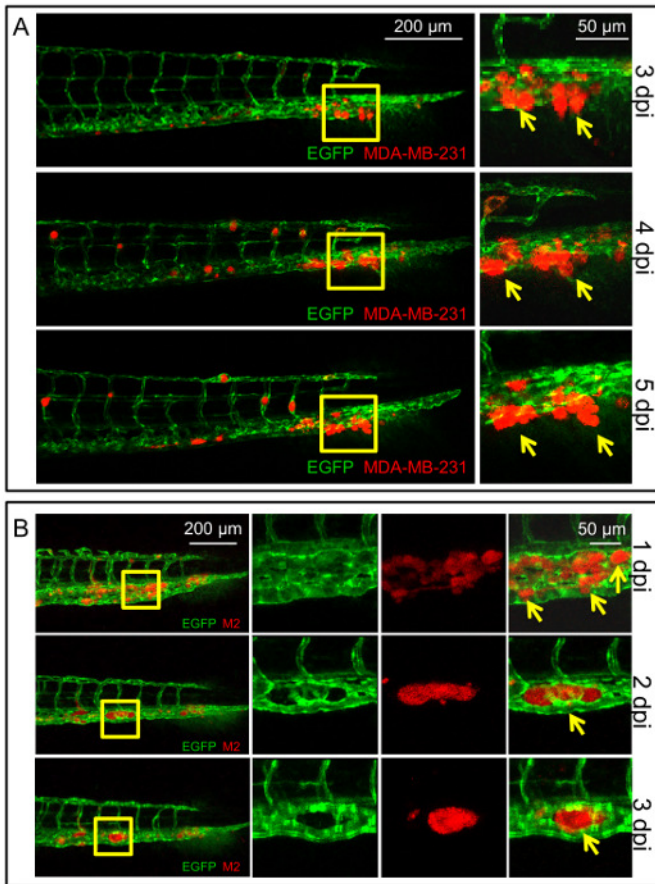 A
200 µm
50 µm
EGFP MDA-MB-231
3 dpi
EGFP MDA-MB-231
4 dpi
EGFP MDA-MB-231
5 dpi
B
200 µm
50 µm
EGFP M2
1 dpi
EGFP M2
2 dpi
EGFP M2
3 dpi